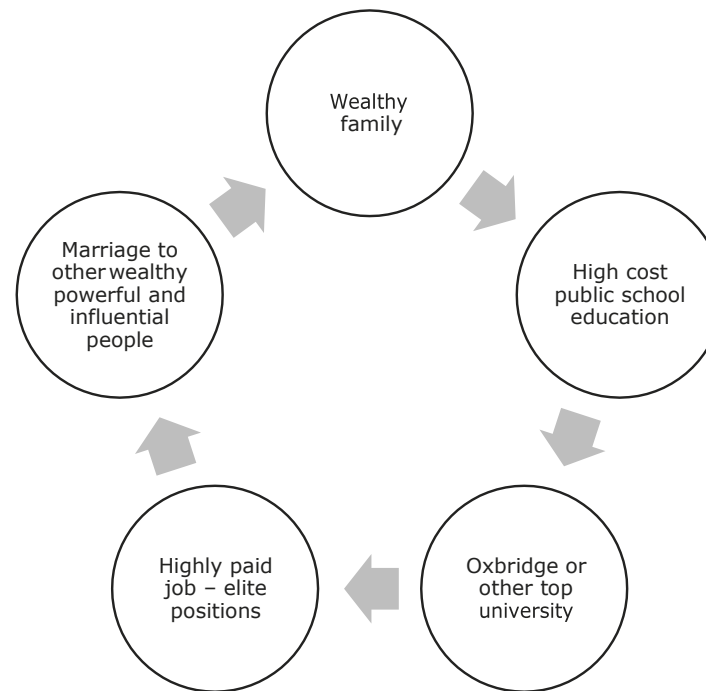 Wealthy
family
High cost
public school
education
Oxbridge or
other top
university
Highly paid
job – elite
positions
Marriage to
other wealthy
powerful and
influential
people